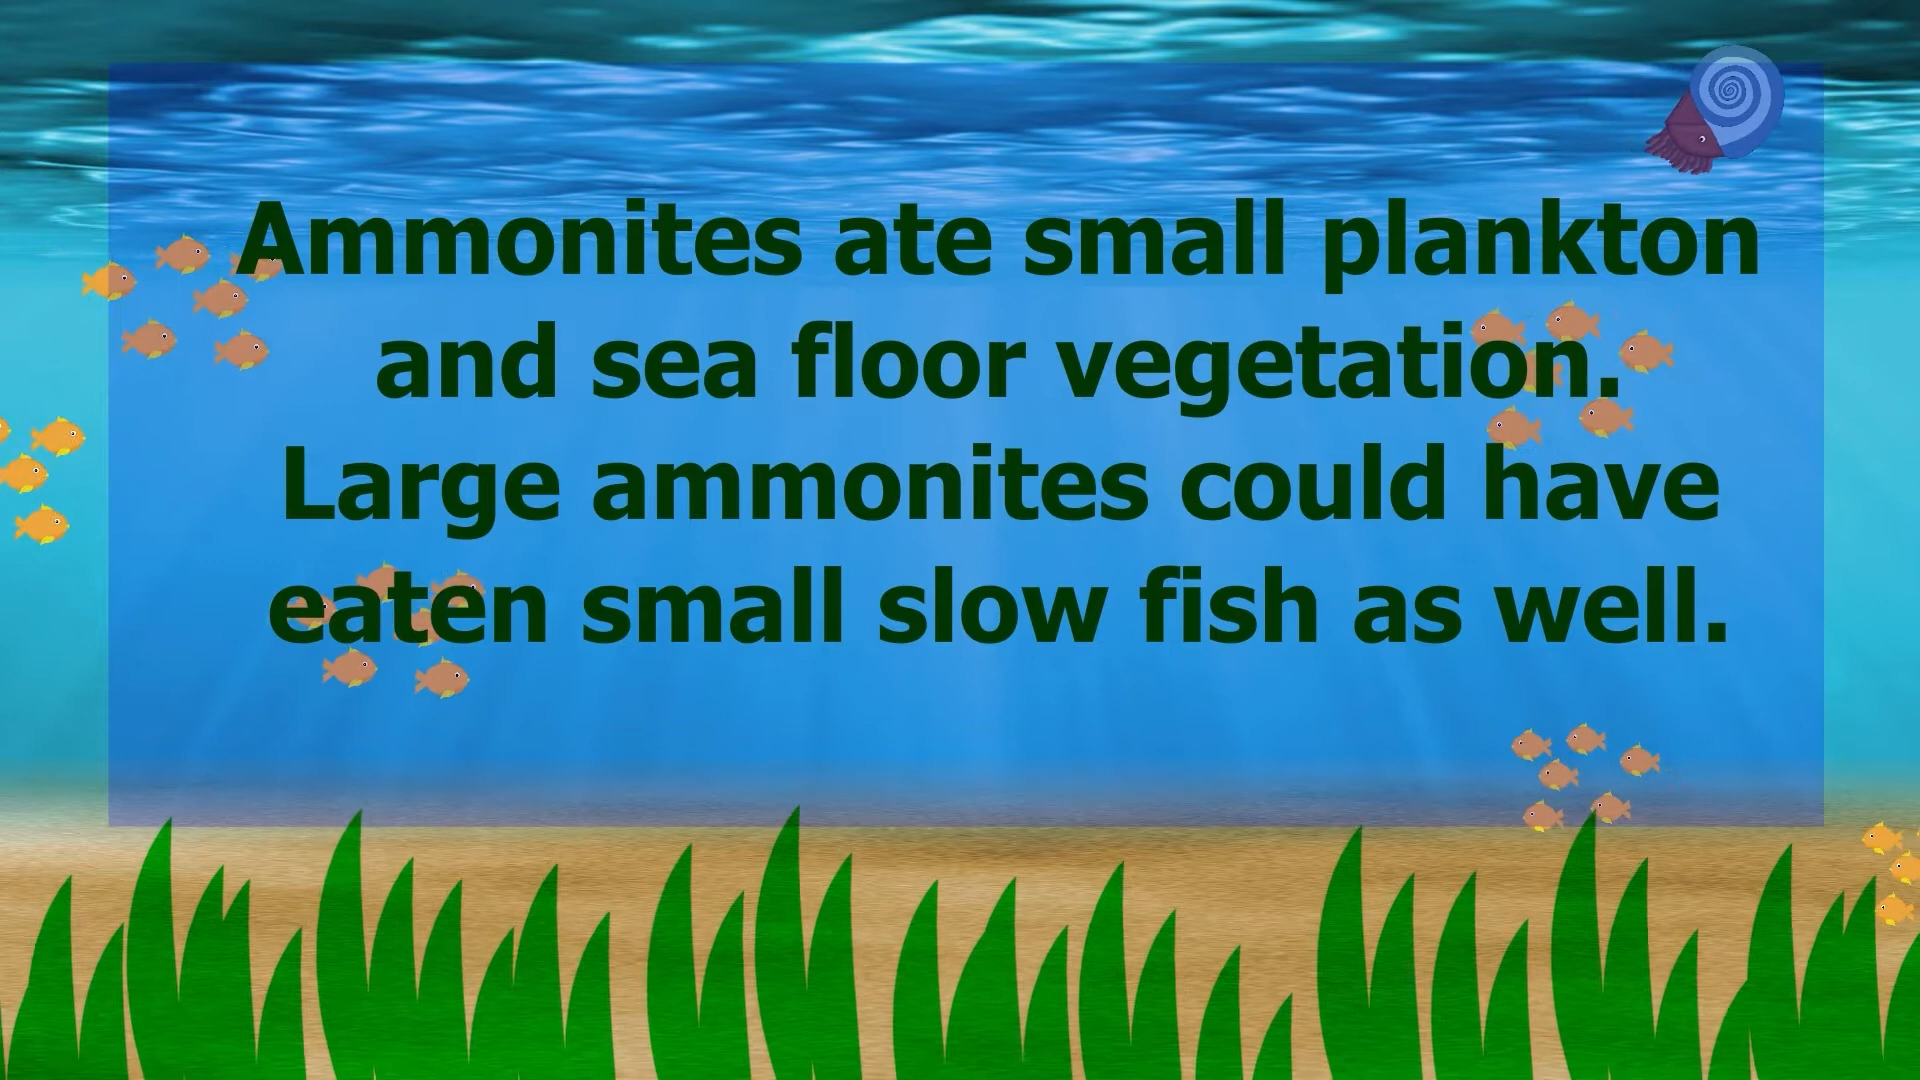 Ammonites ate small plankton
and sea floor vegetation.
Large ammonites could have
eaten small slow fish as well.